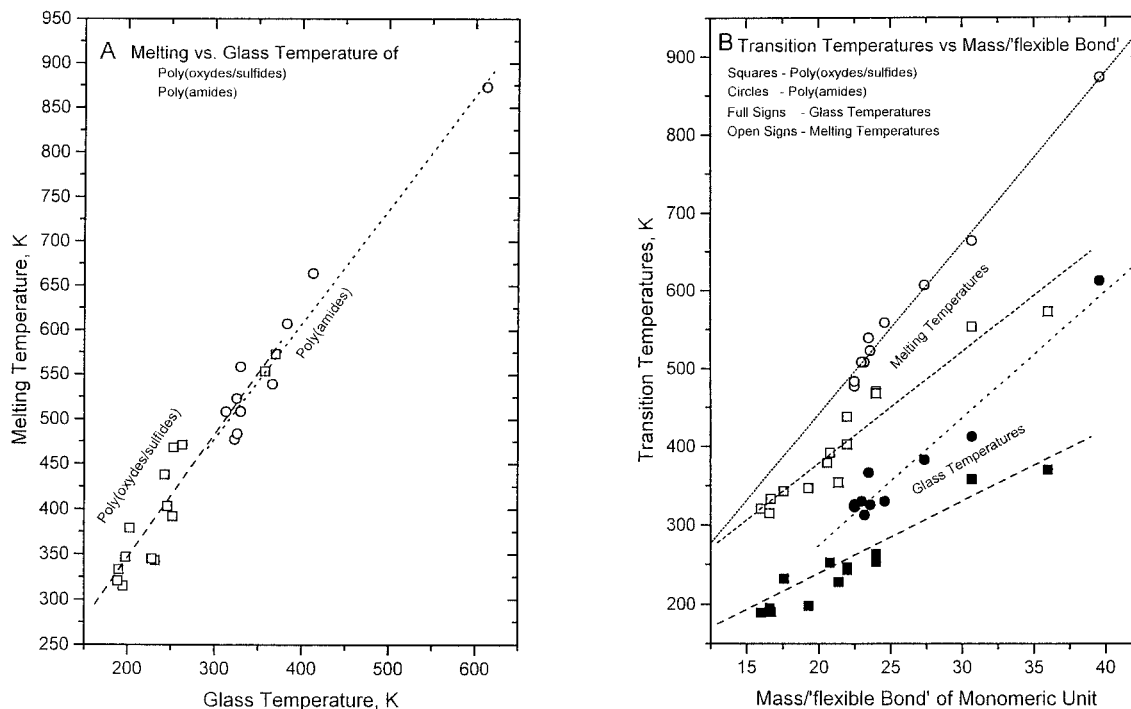 A Melting vs. Glass Temperature of
Poly(oxydes/sulfides)
Poly(amides)
950
900
850
800
750
700
650
600
550
500
450
400
350
300
250
Melting Temperature, K
Poly(oxydes/sulfides)
Poly(amides)
200
300
400
500
600
Glass Temperature, K
B Transition Temperatures vs Mass/'flexible Bond'
Squares - Poly(oxydes/sulfides)
Circles - Poly(amides)
Full Signs - Glass Temperatures
Open Signs - Melting Temperatures
900
800
700
600
500
400
300
200
Transition Temperatures, K
Melting Temperatures
Glass Temperatures
15
20
25
30
35
40
Mass/'flexible Bond' of Monomeric Unit